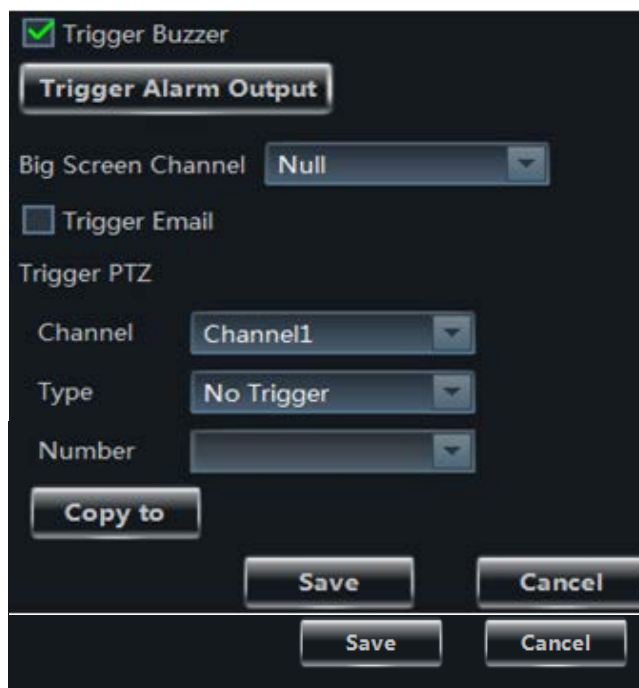 Trigger Buzzer
Trigger Alarm Output
Big Screen Channel Null
Trigger Email
Trigger PTZ
Channel Channel1
Type No Trigger
Number
Copy to
Save Cancel
Save Cancel